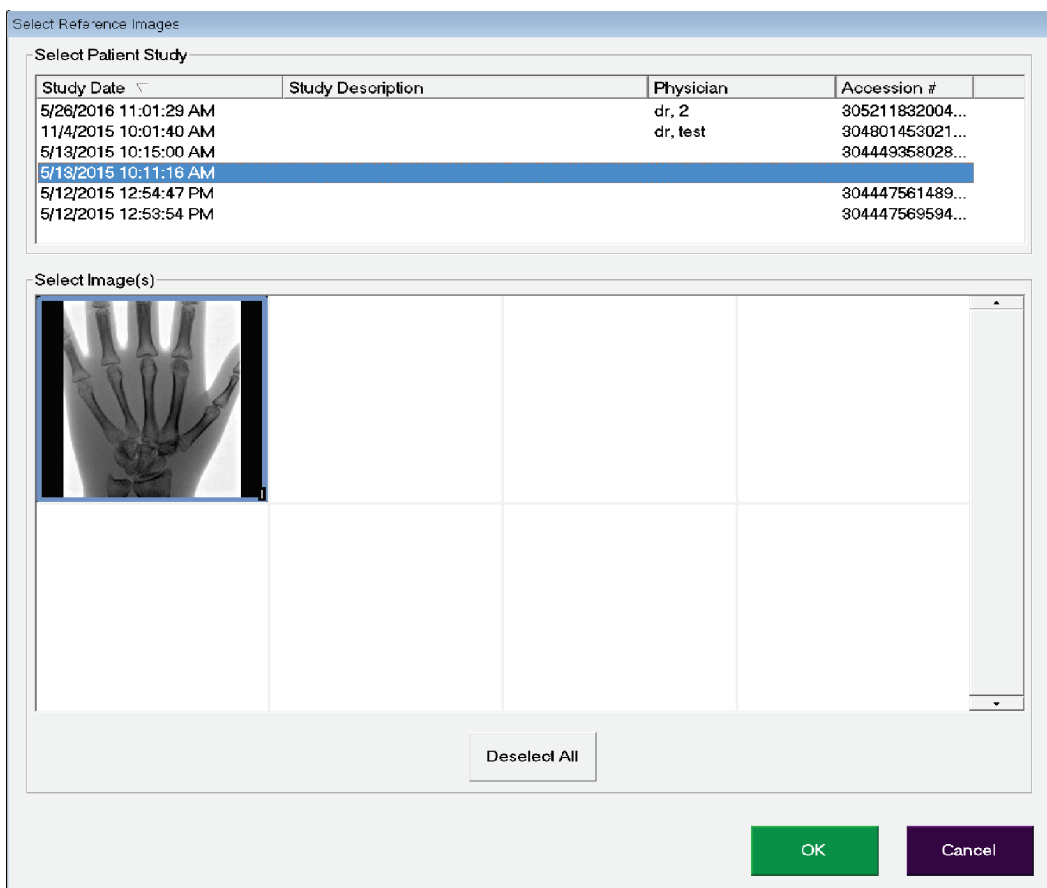 Select Reference Images
Select Patient Study
Study Date Study Description Physician Accession #
5/26/2016 11:01:29 AM dr, 2 305211832004...
11/4/2015 10:01:40 AM dr, test 304801453021...
5/13/2015 10:15:00 AM 304449358028...
5/13/2015 10:11:16 AM
5/12/2015 12:54:47 PM 304447561489...
5/12/2015 12:53:54 PM 304447569594...
Select Image(s)
Deselect All
OK Cancel